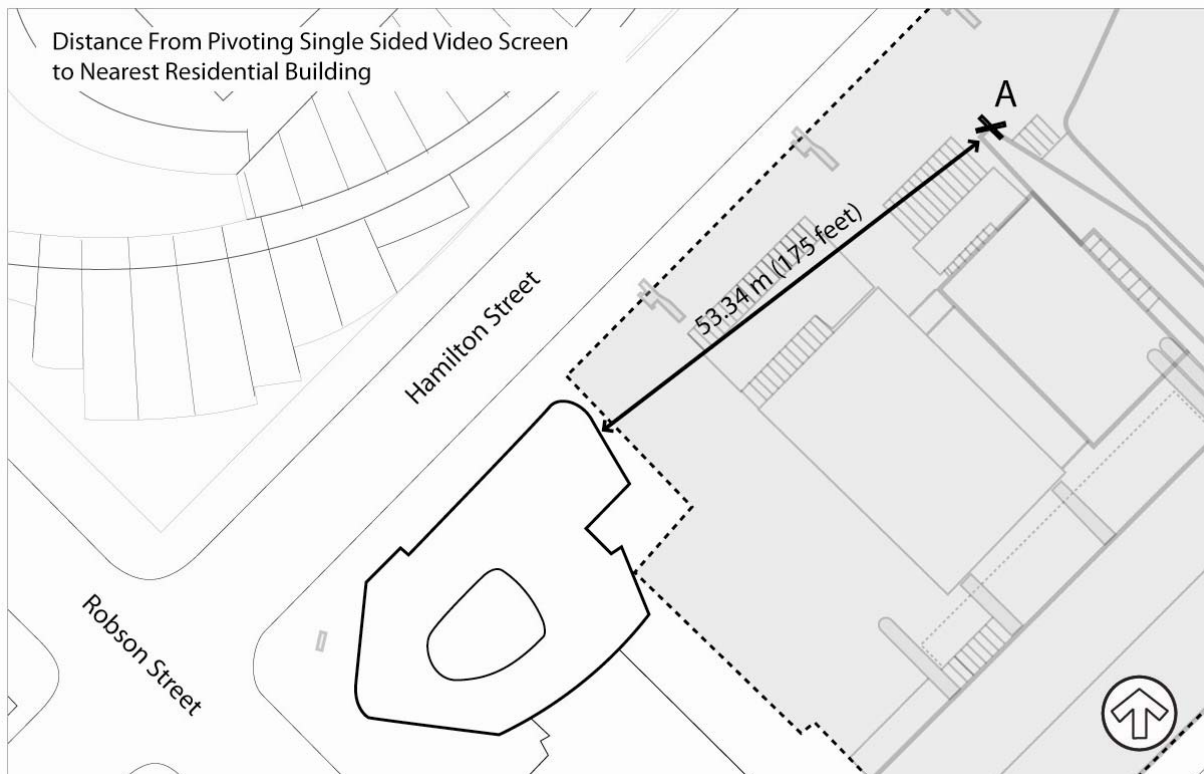 Distance From Pivoting Single Sided Video Screen
to Nearest Residential Building
A
53.34 m (175 feet)
Hamilton Street
Robson Street